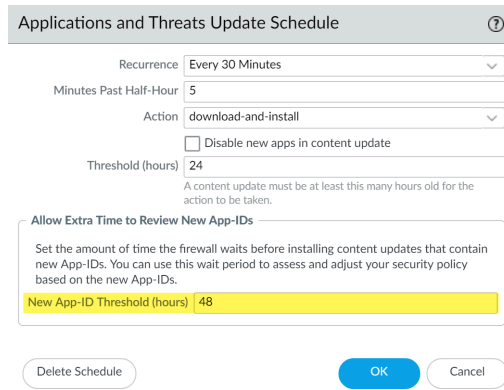 Applications and Threats Update Schedule
Recurrence Every 30 Minutes
Minutes Past Half-Hour 5
Action download-and-install
Disable new apps in content update
Threshold (hours) 24
A content update must be at least this many hours old for the
action to be taken.
Allow Extra Time to Review New App-IDs
Set the amount of time the firewall waits before installing content updates that contain
new App-IDs. You can use this wait period to assess and adjust your security policy
based on the new App-IDs.
New App-ID Threshold (hours) 48
Delete Schedule OK Cancel